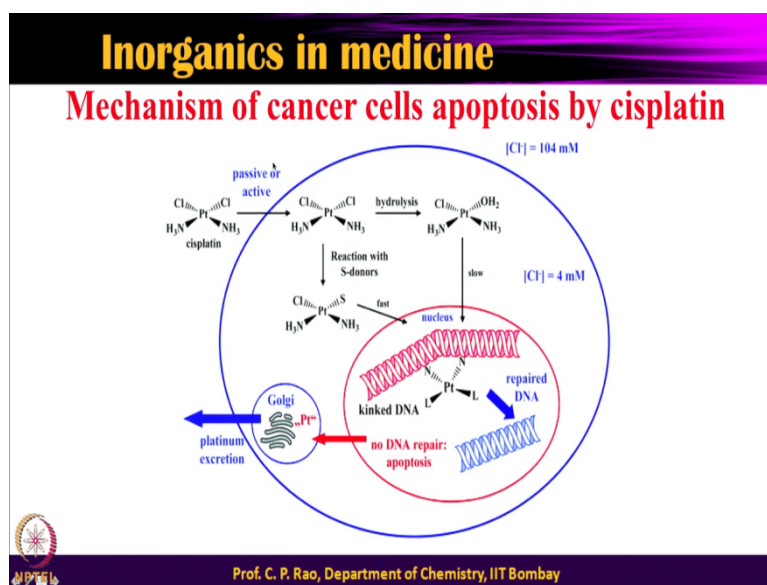 Inorganics in medicine
Mechanism of cancer cells apoptosis by cisplatin
[Cl-] = 104 mM
passive or
active
Cl Cl
Pt
H3N NH3
cisplatin
Cl Cl
Pt
H3N NH3
hydrolysis
Cl OH2
Pt
H3N NH3
Reaction with
S-donors
slow
[Cl-] = 4 mM
Cl S
Pt
H3N NH3
fast
nucleus
N N
Pt
L L
kinked DNA
repaired
DNA
Golgi
„Pt“
platinum
excretion
no DNA repair:
apoptosis
NPTEL
Prof. C. P. Rao, Department of Chemistry, IIT Bombay